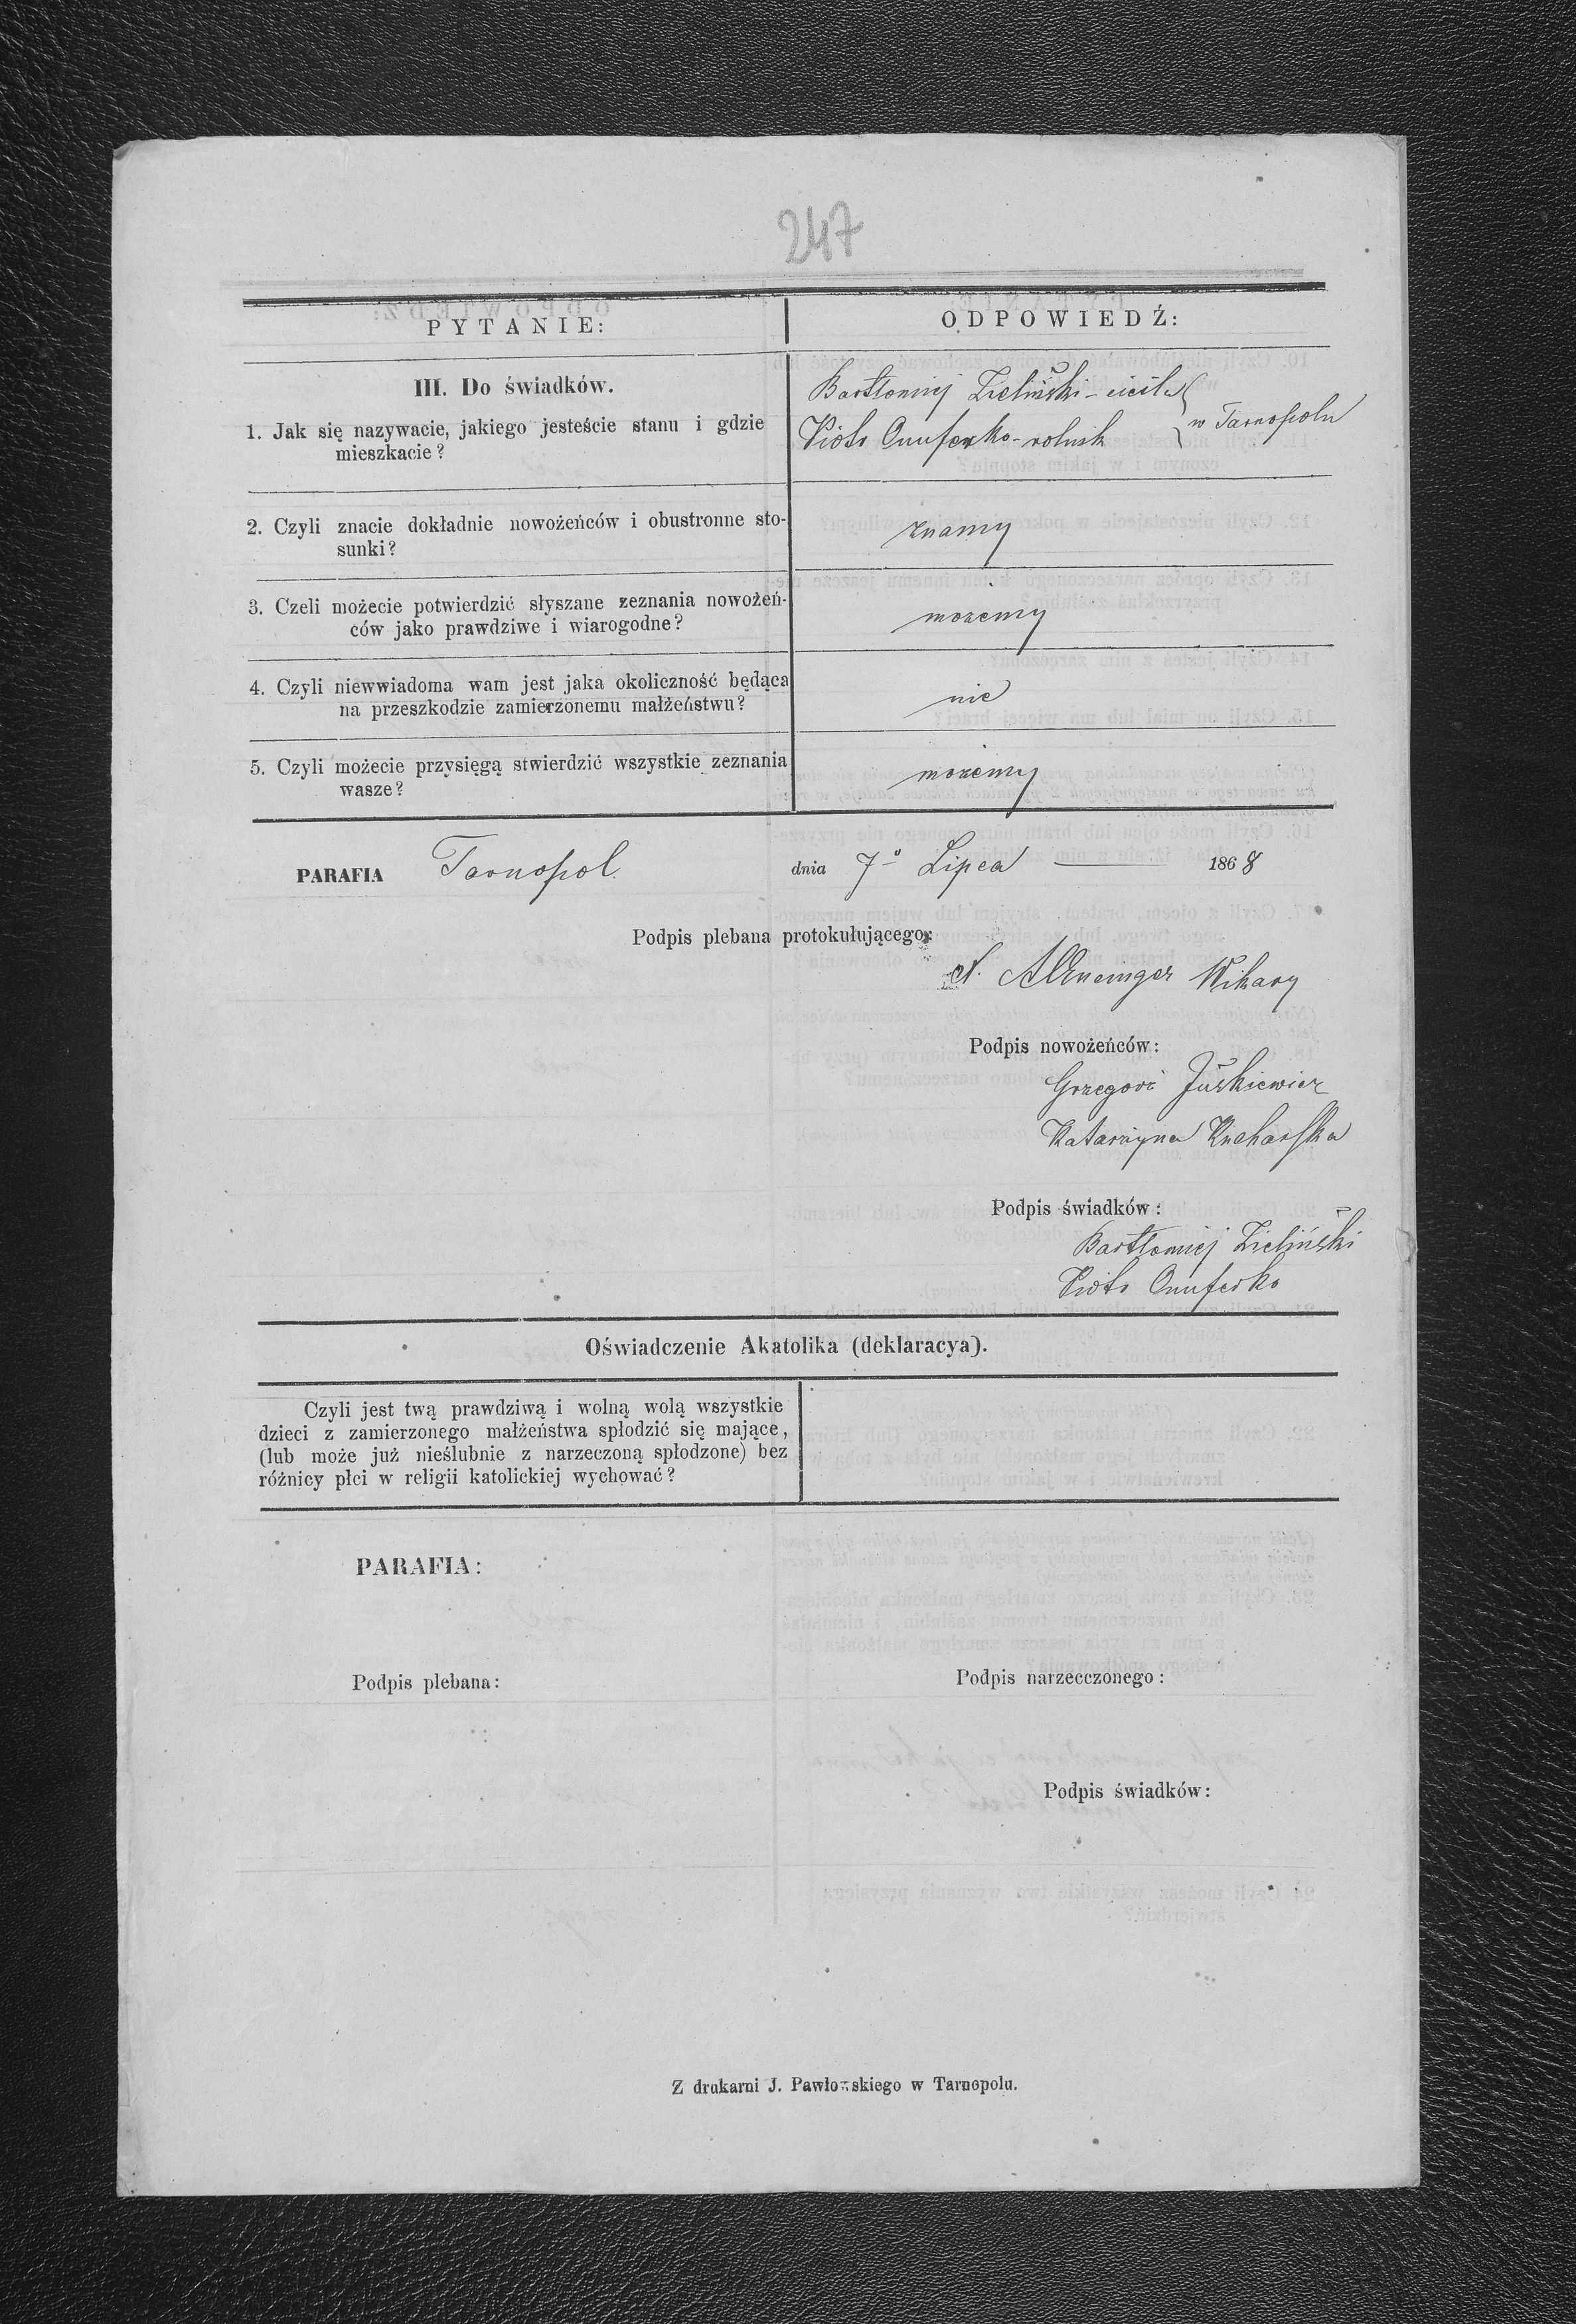 247
PYTANIE:
ODPOWIEDŹ:
III. Do świadków.
1. Jak się nazywacie, jakiego jesteście stanu i gdzie
mieszkacie?
Bartłomiej Zieliński - cieśla
Piotr Onuferko - rolnik
w Tarnopolu
2. Czyli znacie dokładnie nowożeńców i obustronne sto-
sunki?
znamy
3. Czeli możecie potwierdzić słyszane zeznania nowożeń-
ców jako prawdziwe i wiarogodne?
możemy
4. Czyli niewwiadoma wam jest jaka okoliczność będąca
na przeszkodzie zamierzonemu małżeństwu?
nie
5. Czyli możecie przysięgą stwierdzić wszystkie zeznania
wasze?
możemy
PARAFIA Tarnopol. dnia 7º Lipca 1868
Podpis plebana protokułującego:
Wikary
Podpis nowożeńców:
Grzegorz Juśkiewicz
Katarzyna Kucharska
Podpis świadków:
Bartłomiej Zieliński
Piotr Onuferko
Oświadczenie Akatolika (deklaracya).
Czyli jest twą prawdziwą i wolną wolą wszystkie
dzieci z zamierzonego małżeństwa spłodzić się mające,
(lub może już nieślubnie z narzeczoną spłodzone) bez
różnicy płci w religii katolickiej wychować?
PARAFIA:
Podpis plebana:
Podpis narzecczonego:
Podpis świadków:
Z drukarni J. Pawłowskiego w Tarnopolu.